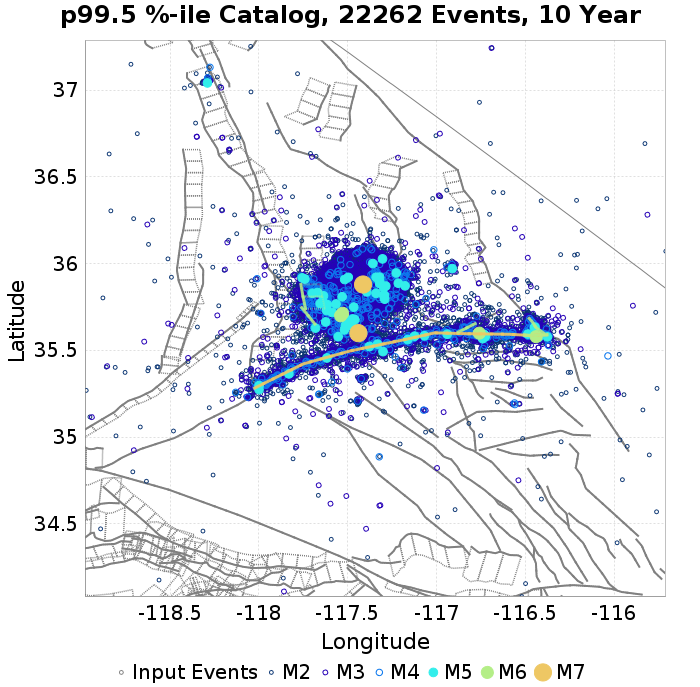 p99.5 %-ile Catalog, 22262 Events, 10 Year
37
36.5
36
35.5
35
34.5
Latitude
-118.5 -118 -117.5 -117 -116.5 -116
Longitude
Input Events M2 M3 M4 M5 M6 M7